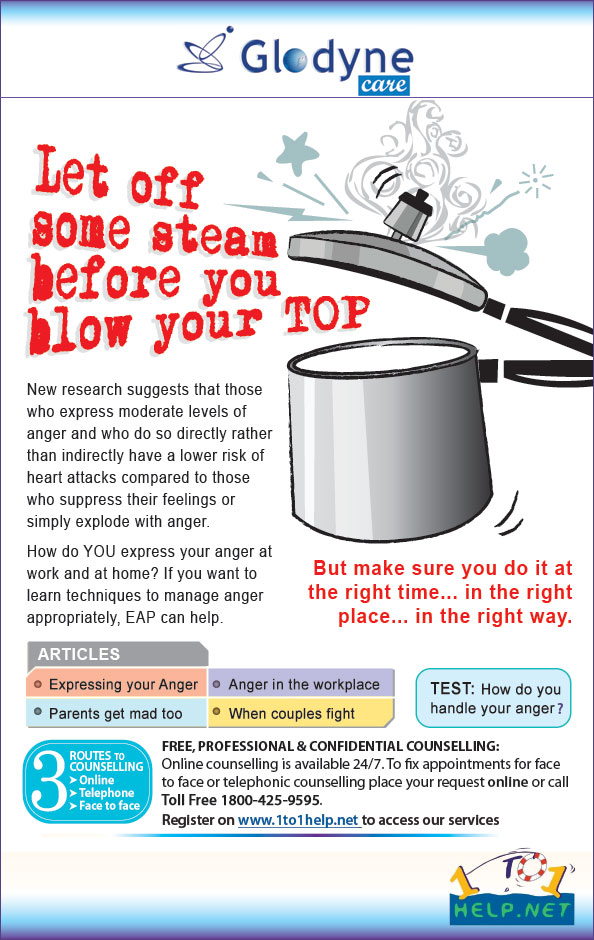 Glodyne
care
Let off
some steam
before you
blow your TOP
New research suggests that those
who express moderate levels of
anger and who do so directly rather
than indirectly have a lower risk of
heart attacks compared to those
who suppress their feelings or
simply explode with anger.
How do YOU express your anger at
work and at home? If you want to
learn techniques to manage anger
appropriately, EAP can help.
But make sure you do it at
the right time... in the right
place... in the right way.
ARTICLES
Expressing your Anger
Anger in the workplace
Parents get mad too
When couples fight
TEST: How do you
handle your anger?
3 ROUTES TO
COUNSELLING
➤ Online
➤ Telephone
➤ Face to face
FREE, PROFESSIONAL & CONFIDENTIAL COUNSELLING:
Online counselling is available 24/7. To fix appointments for face
to face or telephonic counselling place your request online or call
Toll Free 1800-425-9595.
Register on www.1to1help.net to access our services
1 TO 1
HELP.NET